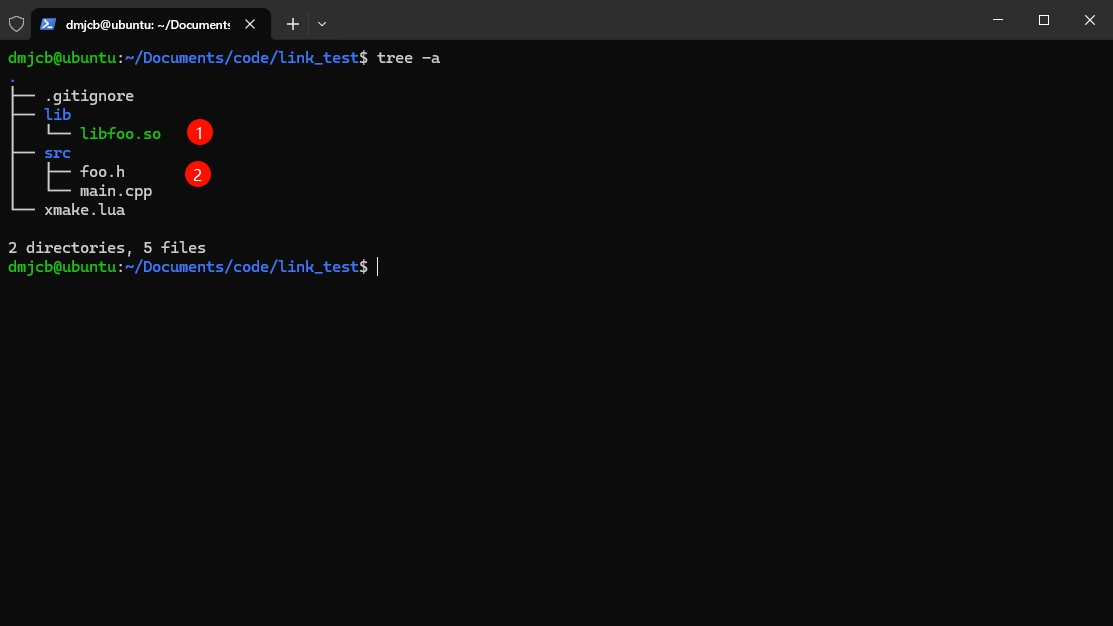 dmjcb@ubuntu: ~/Documents
dmjcb@ubuntu:~/Documents/code/link_test$ tree -a
.
├── .gitignore
├── lib
│   └── libfoo.so 1
├── src
│   ├── foo.h 2
│   └── main.cpp
└── xmake.lua
2 directories, 5 files
dmjcb@ubuntu:~/Documents/code/link_test$